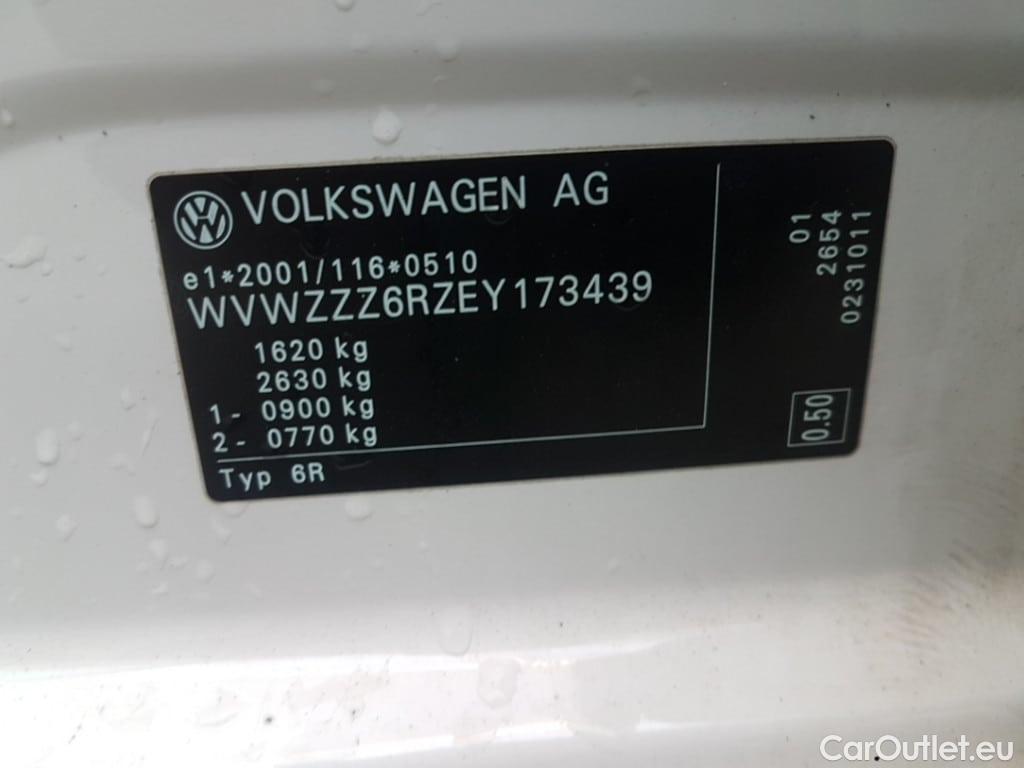 VOLKSWAGEN AG
e1*2001/116*0510
WVWZZZ6RZEY173439
1620 kg
2630 kg
1- 0900 kg
2- 0770 kg
Typ 6R
01
2654
0231011
0.50
CarOutlet.eu